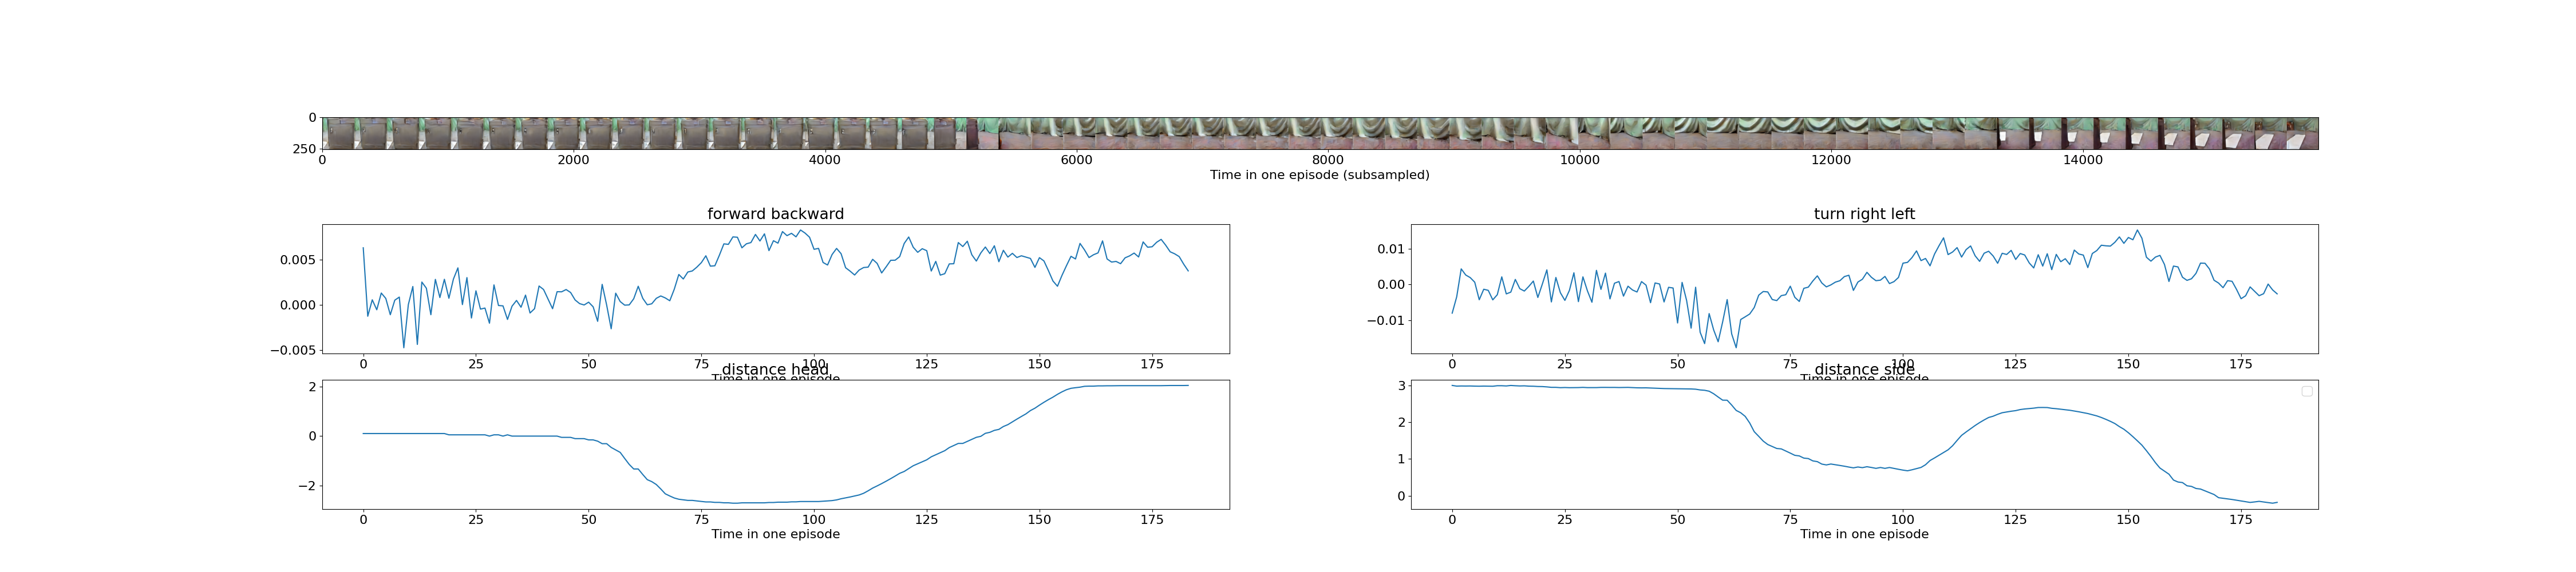 0
250
0 2000 4000 6000 8000 10000 12000 14000
Time in one episode (subsampled)
forward backward
0.005
0.000
−0.005
0 25 50 75 100 125 150 175
Time in one episode
turn right left
0.01
0.00
−0.01
0 25 50 75 100 125 150 175
Time in one episode
distance head
2
0
−2
0 25 50 75 100 125 150 175
Time in one episode
distance side
3
2
1
0
0 25 50 75 100 125 150 175
Time in one episode